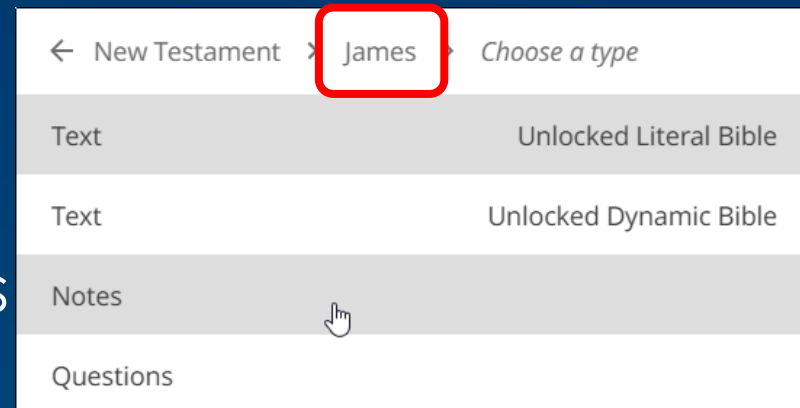 ← New Testament › James › Choose a type
Text Unlocked Literal Bible
Text Unlocked Dynamic Bible
Notes
Questions